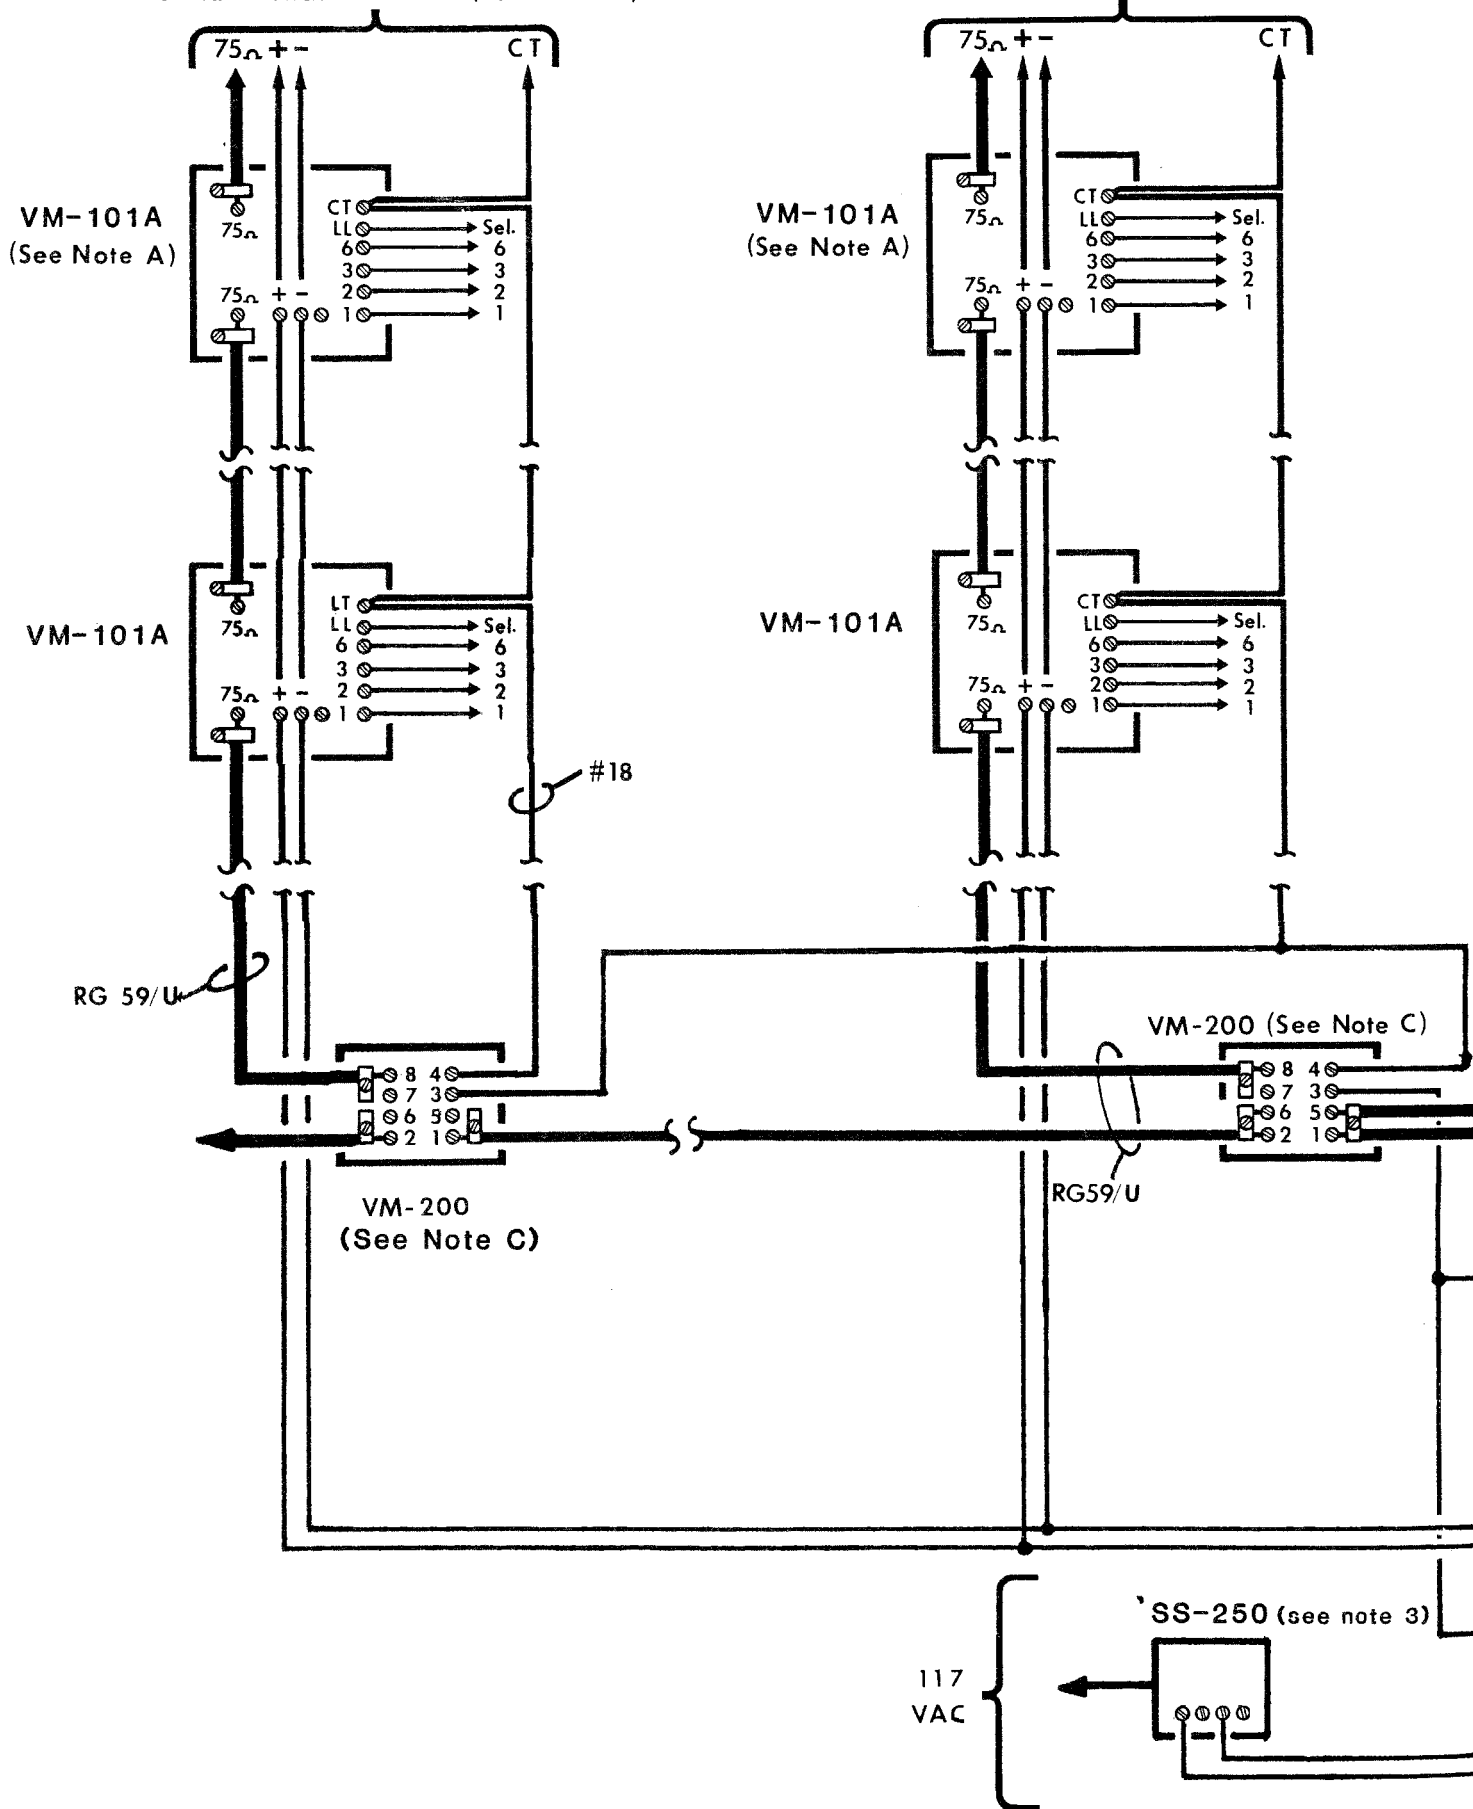 75Ω + - CT
75Ω + - CT
VM-101A
(See Note A)
75Ω
75Ω + -
CT
LL Sel.
6 6
3 3
2 2
1 1
VM-101A
(See Note A)
75Ω
75Ω + -
CT
LL Sel.
6 6
3 3
2 2
1 1
VM-101A
75Ω
75Ω + -
LT
LL Sel.
6 6
3 3
2 2
1 1
#18
VM-101A
75Ω
75Ω + -
CT
LL Sel.
6 6
3 3
2 2
1 1
RG 59/U
8 4
7 3
6 5
2 1
VM-200
(See Note C)
VM-200 (See Note C)
8 4
7 3
6 5
2 1
RG59/U
SS-250 (see note 3)
117
VAC